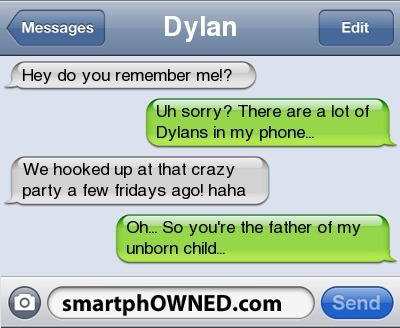 Messages Dylan Edit
Hey do you remember me!?
Uh sorry? There are a lot of
Dylans in my phone...
We hooked up at that crazy
party a few fridays ago! haha
Oh... So you're the father of my
unborn child...
smartphOWNED.com Send